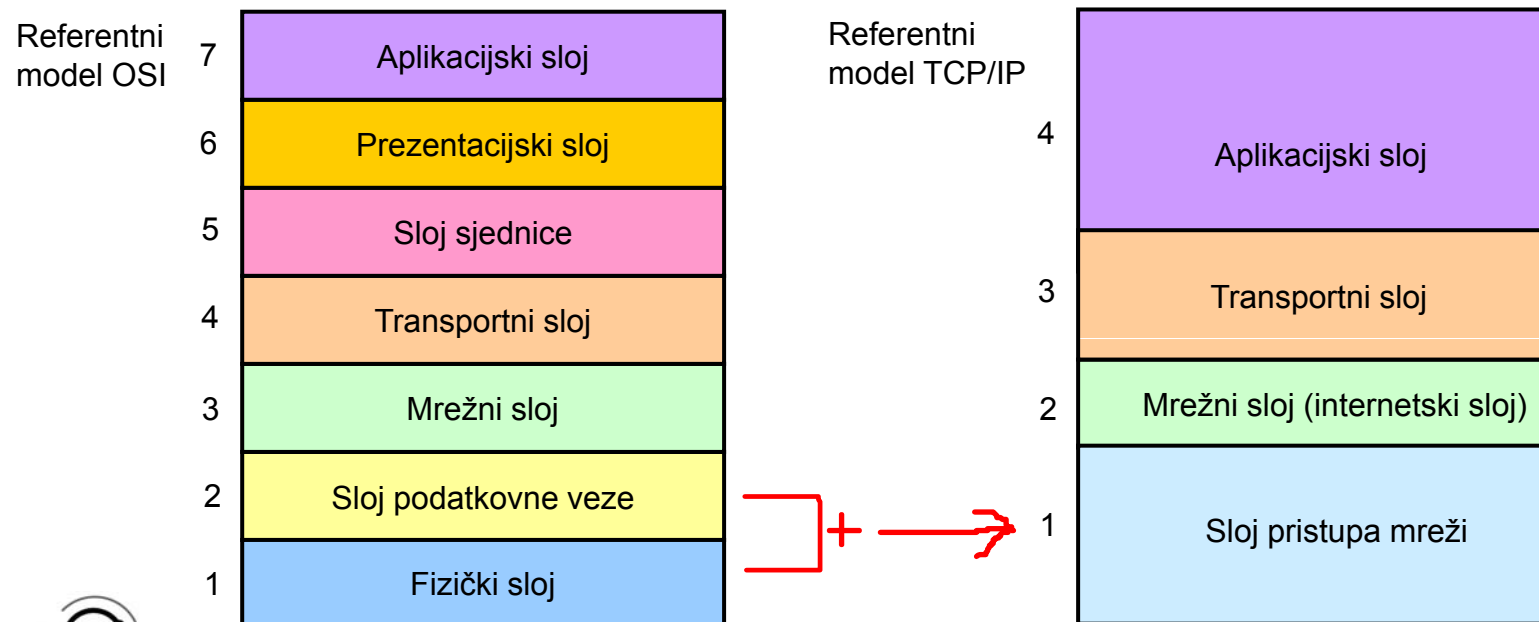 Referentni
model OSI
7
Aplikacijski sloj
6
Prezentacijski sloj
5
Sloj sjednice
4
Transportni sloj
3
Mrežni sloj
2
Sloj podatkovne veze
1
Fizički sloj
+
Referentni
model TCP/IP
4
Aplikacijski sloj
3
Transportni sloj
2
Mrežni sloj (internetski sloj)
1
Sloj pristupa mreži